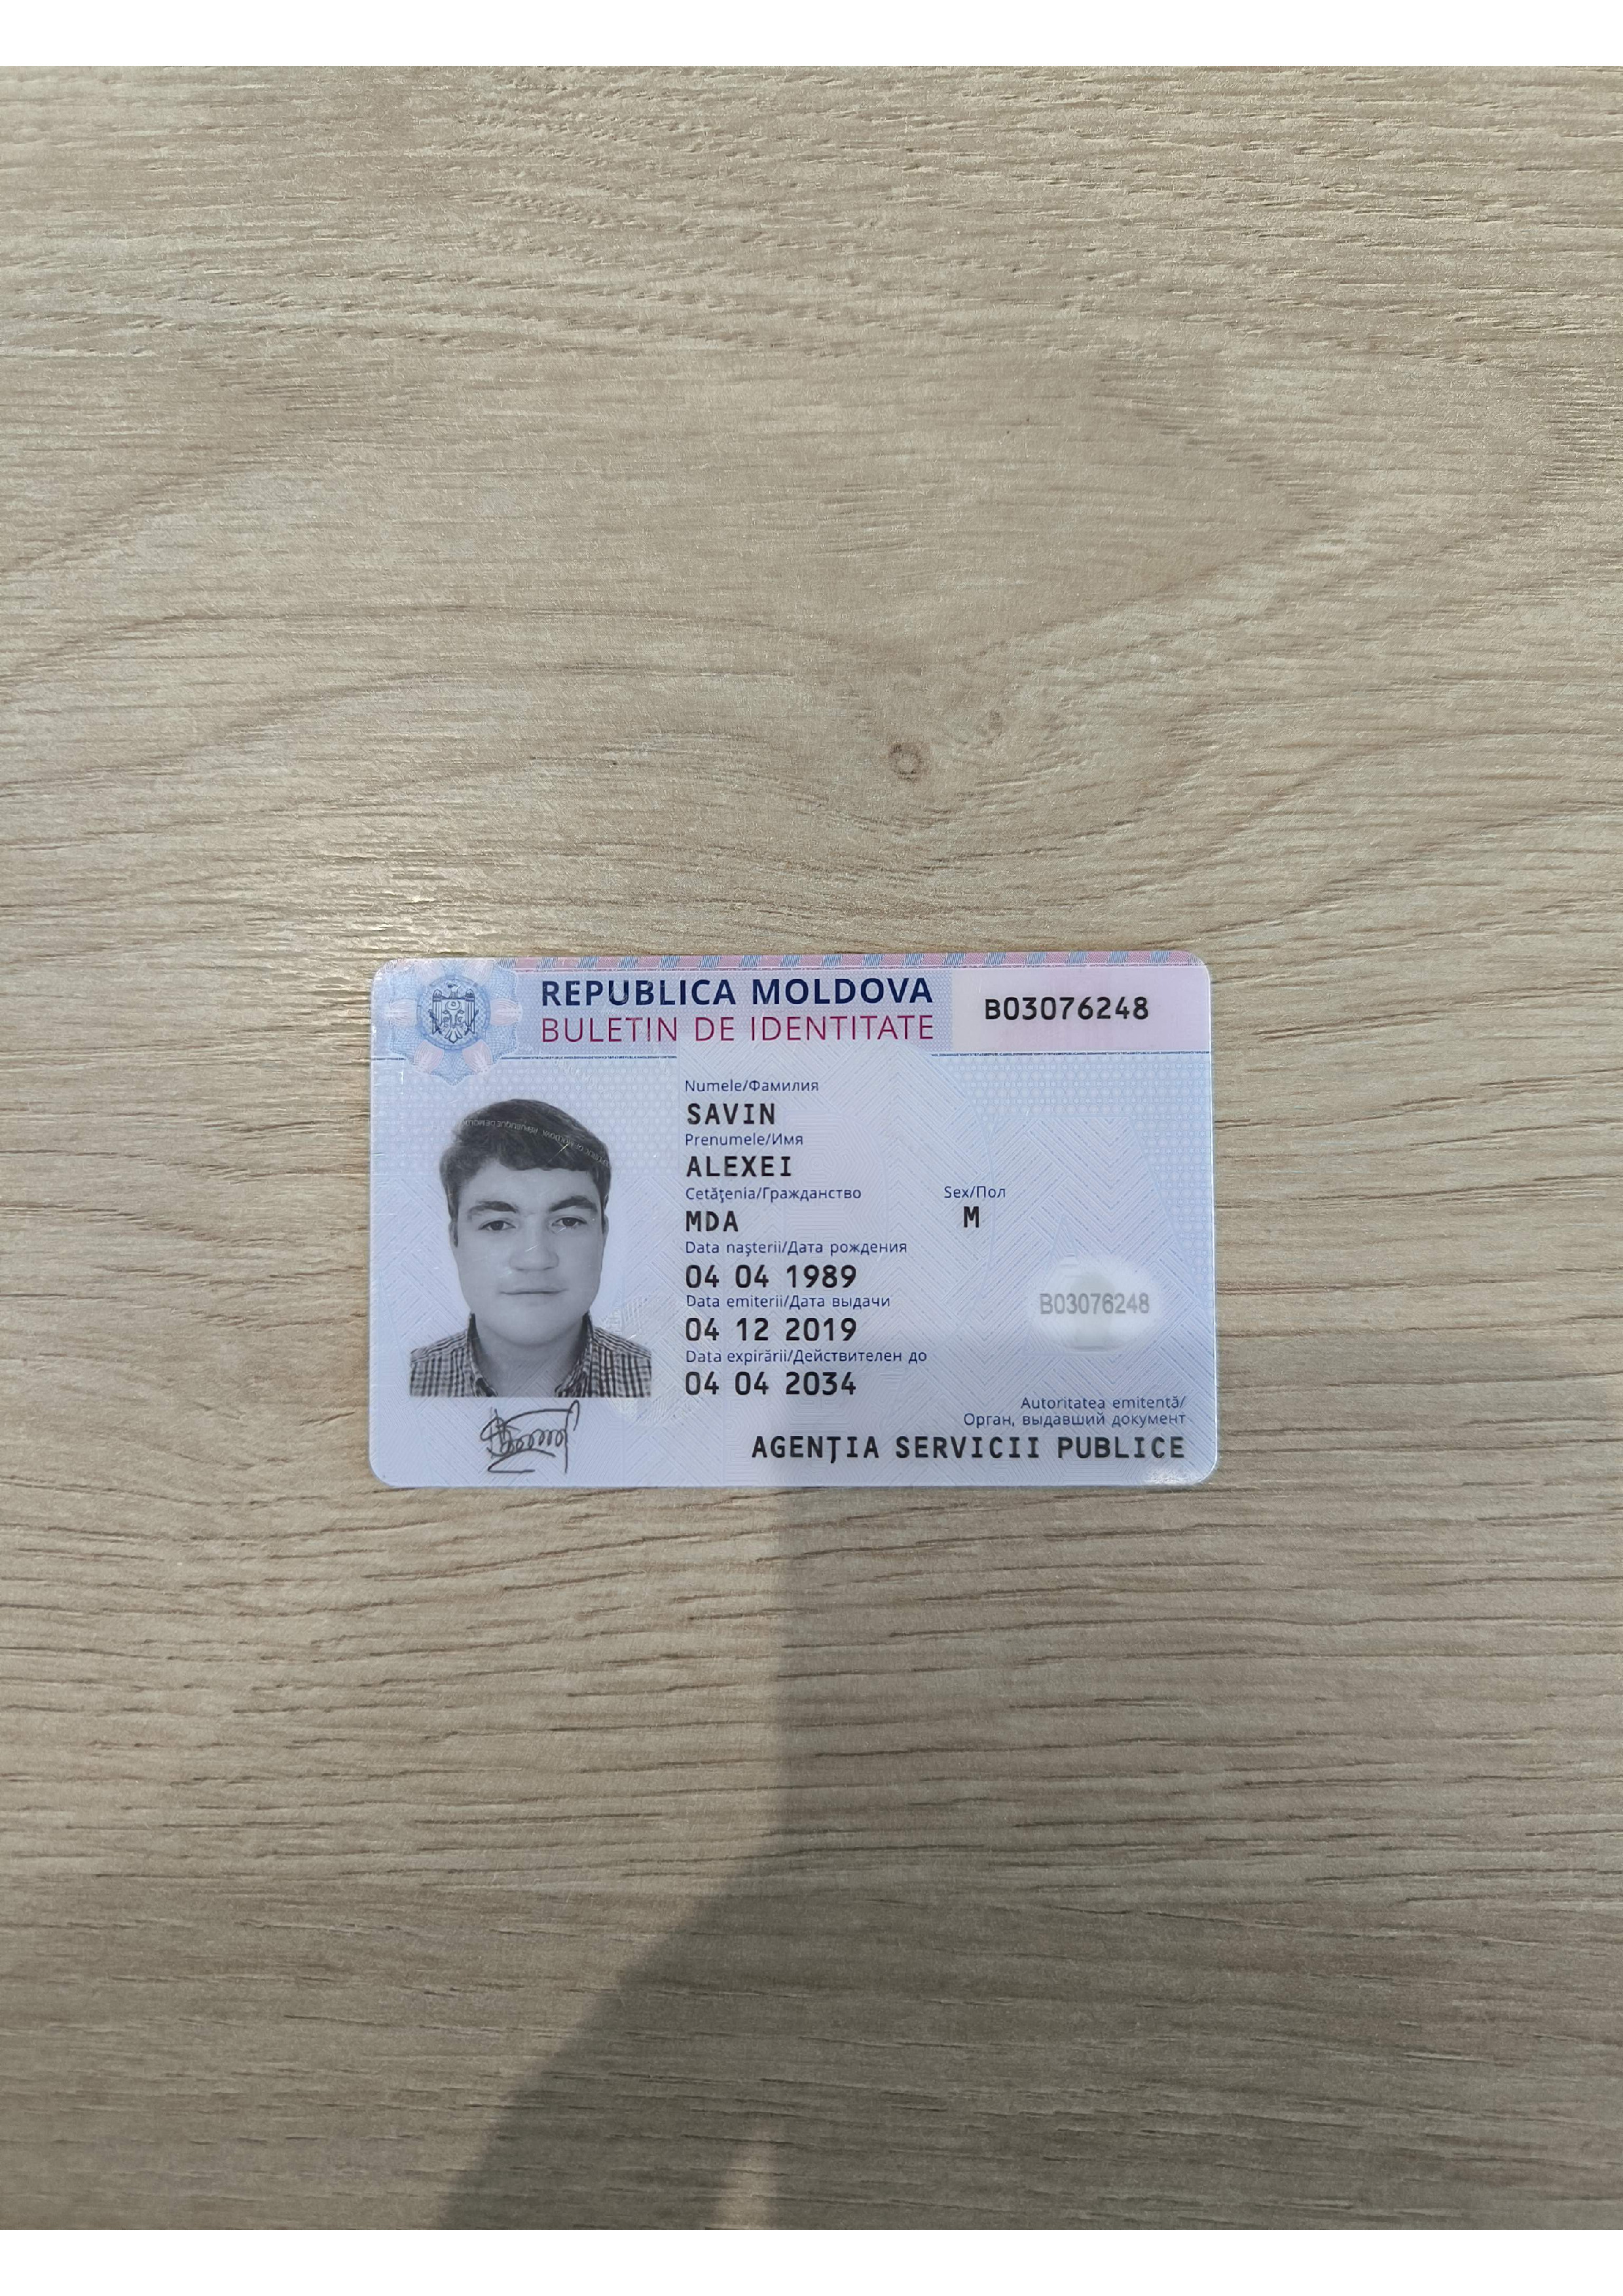 REPUBLICA MOLDOVA
BULETIN DE IDENTITATE
B03076248
Numele/Фамилия
SAVIN
Prenumele/Имя
ALEXEI
Cetăţenia/Гражданство
MDA
Sex/Пол
M
Data naşterii/Дата рождения
04 04 1989
Data emiterii/Дата выдачи
04 12 2019
Data expirării/Действителен до
04 04 2034
B03076248
Autoritatea emitentă/
Орган, выдавший документ
AGENŢIA SERVICII PUBLICE